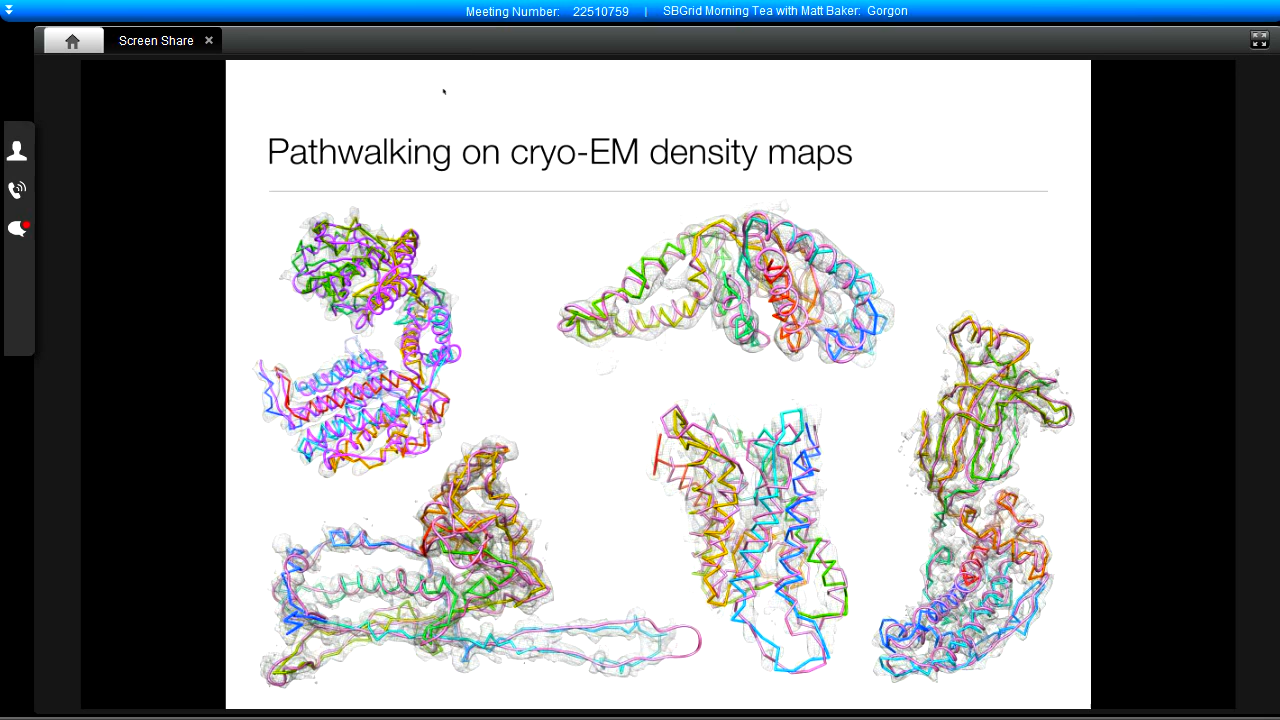 Meeting Number: 22510759 | SBGrid Morning Tea with Matt Baker: Gorgon
Screen Share
Pathwalking on cryo-EM density maps